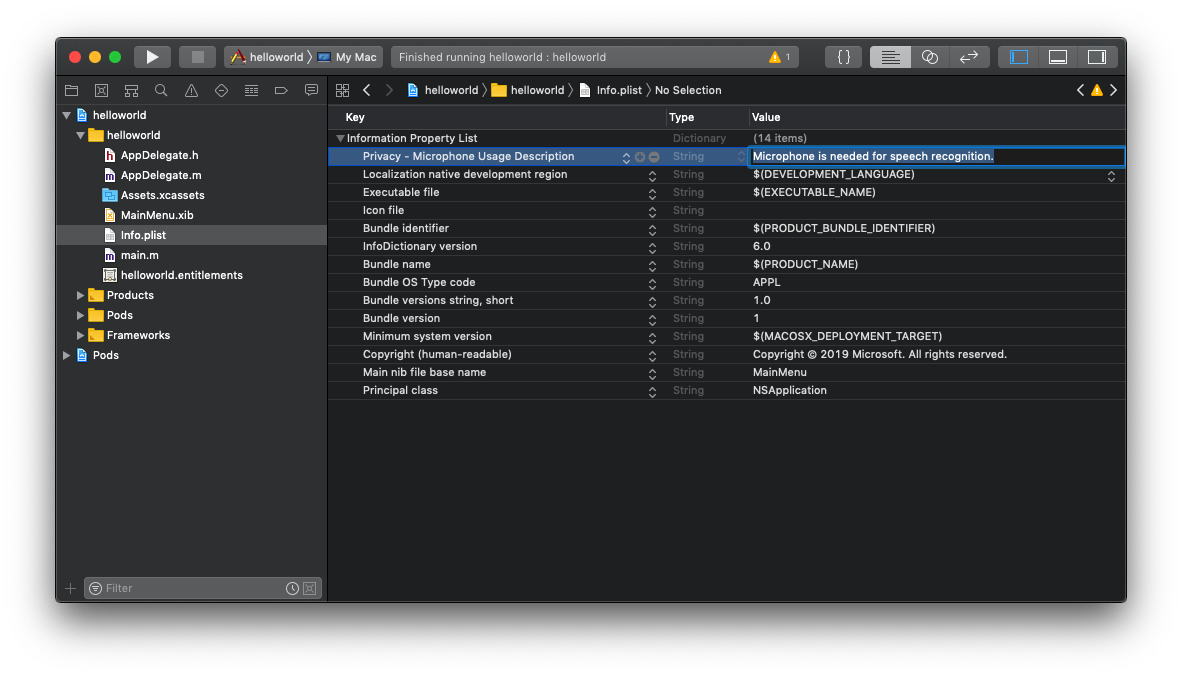 helloworld 〉 My Mac
Finished running helloworld : helloworld
1
{ }
helloworld 〉 helloworld 〉 Info.plist 〉 No Selection
helloworld
helloworld
AppDelegate.h
AppDelegate.m
Assets.xcassets
MainMenu.xib
Info.plist
main.m
helloworld.entitlements
Products
Pods
Frameworks
Pods
Filter
Key Type Value
Information Property List Dictionary (14 items)
Privacy - Microphone Usage Description String Microphone is needed for speech recognition.
Localization native development region String $(DEVELOPMENT_LANGUAGE)
Executable file String $(EXECUTABLE_NAME)
Icon file String
Bundle identifier String $(PRODUCT_BUNDLE_IDENTIFIER)
InfoDictionary version String 6.0
Bundle name String $(PRODUCT_NAME)
Bundle OS Type code String APPL
Bundle versions string, short String 1.0
Bundle version String 1
Minimum system version String $(MACOSX_DEPLOYMENT_TARGET)
Copyright (human-readable) String Copyright © 2019 Microsoft. All rights reserved.
Main nib file base name String MainMenu
Principal class String NSApplication